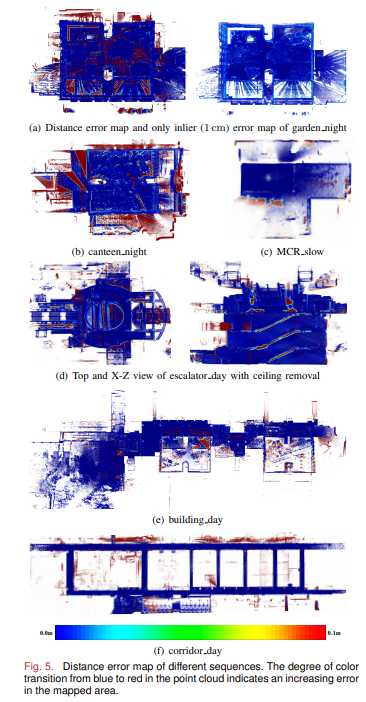 (a) Distance error map and only inlier (1 cm) error map of garden_night
(b) canteen_night
(c) MCR_slow
(d) Top and X-Z view of escalator_day with ceiling removal
(e) building_day
0.0m
0.1m
(f) corridor_day
Fig. 5. Distance error map of different sequences. The degree of color
transition from blue to red in the point cloud indicates an increasing error
in the mapped area.